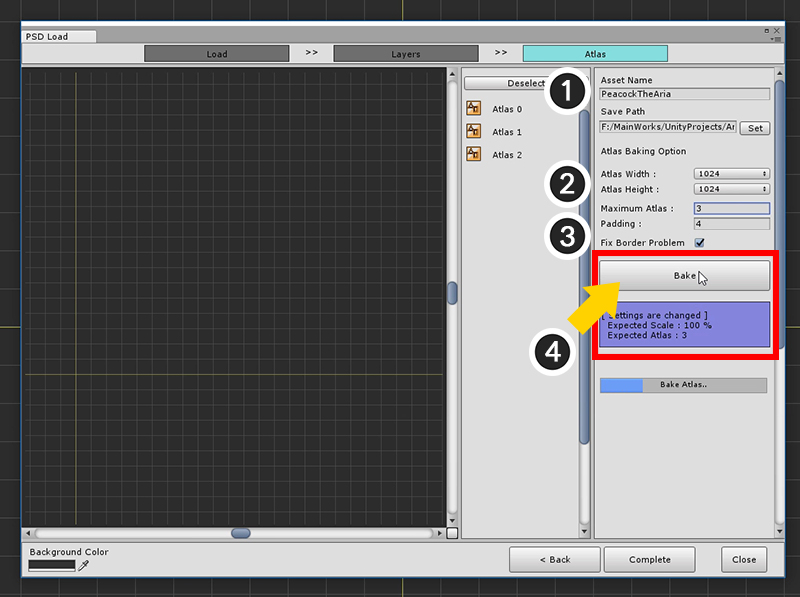 PSD Load
Load >> Layers >> Atlas
Deselect
Atlas 0
Atlas 1
Atlas 2
1
Asset Name
PeacockTheAria
Save Path
F:/MainWorks/UnityProjects/Ar Set
Atlas Baking Option
2
Atlas Width : 1024
Atlas Height : 1024
Maximum Atlas : 3
3
Padding : 4
Fix Border Problem
Bake
[ Settings are changed ]
Expected Scale : 100 %
Expected Atlas : 3
4
Bake Atlas..
Background Color
< Back Complete Close